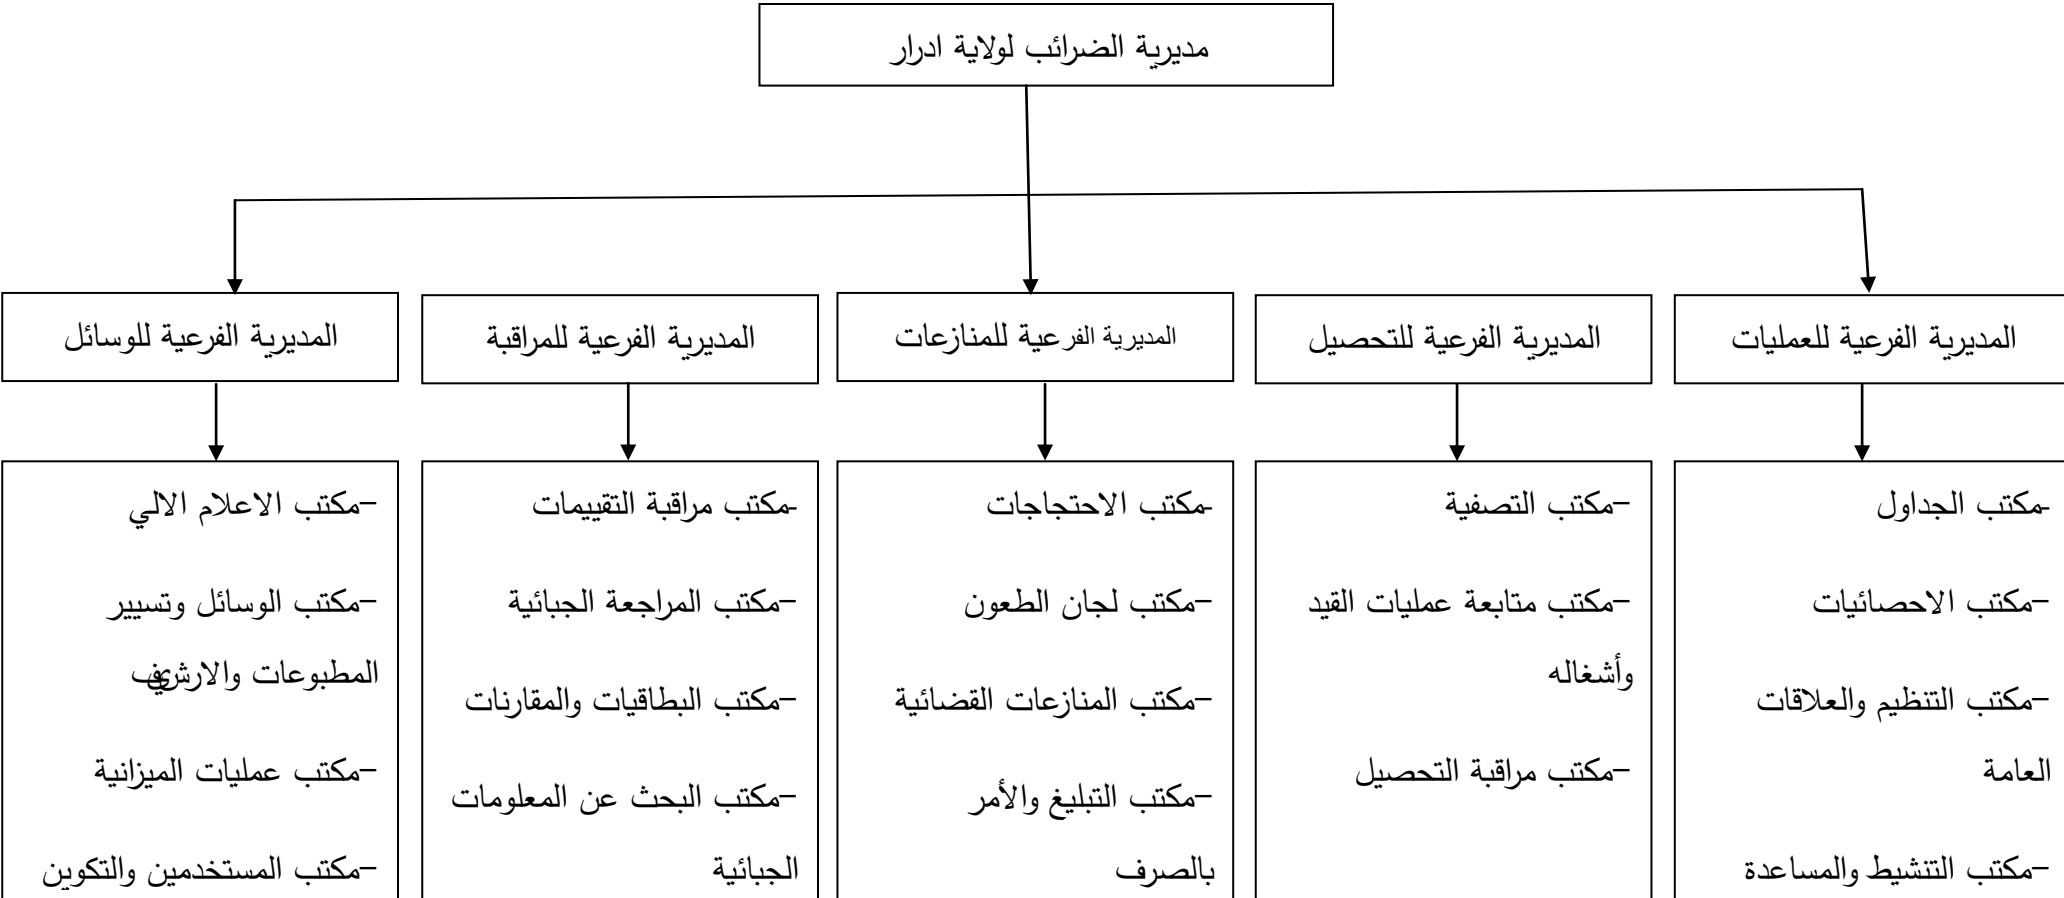 مديرية الضرائب لولاية ادرار
المديرية الفرعية للعمليات
المديرية الفرعية للتحصيل
المديرية الفرعية للمنازعات
المديرية الفرعية للمراقبة
المديرية الفرعية للوسائل
-مكتب الجداول
-مكتب الاحصائيات
-مكتب التنظيم والعلاقات
العامة
-مكتب التنشيط والمساعدة
-مكتب التصفية
-مكتب متابعة عمليات القيد
وأشغاله
-مكتب مراقبة التحصيل
-مكتب الاحتجاجات
-مكتب لجان الطعون
-مكتب المنازعات القضائية
-مكتب التبليغ والأمر
بالصرف
-مكتب مراقبة التقييمات
-مكتب المراجعة الجبائية
-مكتب البطاقيات والمقارنات
-مكتب البحث عن المعلومات
الجبائية
-مكتب الاعلام الالي
-مكتب الوسائل وتسيير
المطبوعات والارشيف
-مكتب عمليات الميزانية
-مكتب المستخدمين والتكوين